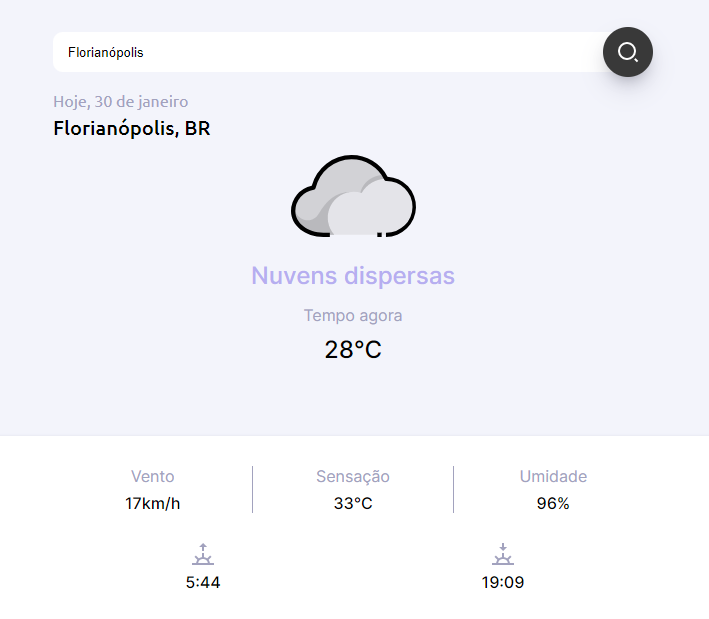 Florianópolis
Hoje, 30 de janeiro
Florianópolis, BR
Nuvens dispersas
Tempo agora
28°C
Vento
17km/h
Sensação
33°C
Umidade
96%
5:44
19:09